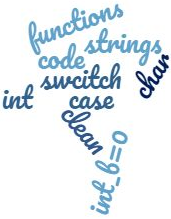 functions
code strings
swcitch char
int case
clean
int_b=0